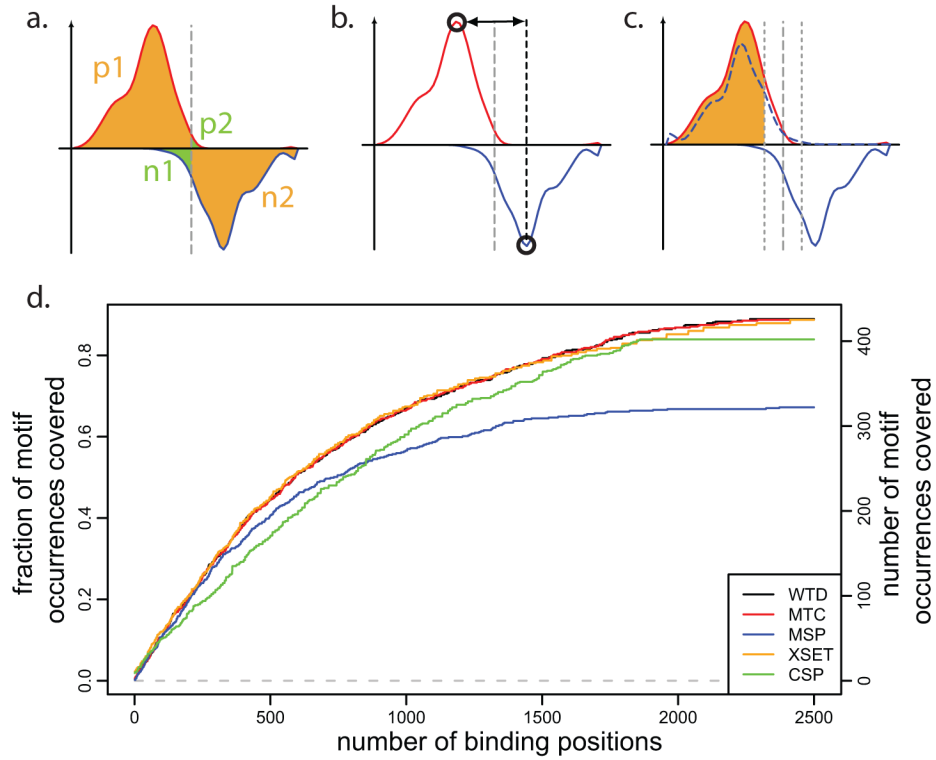 a.
b.
c.
p1
p2
n1
n2
d.
fraction of motif
occurrences covered
0.0
0.2
0.4
0.6
0.8
number of motif
occurrences covered
0
100
200
300
400
WTD
MTC
MSP
XSET
CSP
0
500
1000
1500
2000
2500
number of binding positions